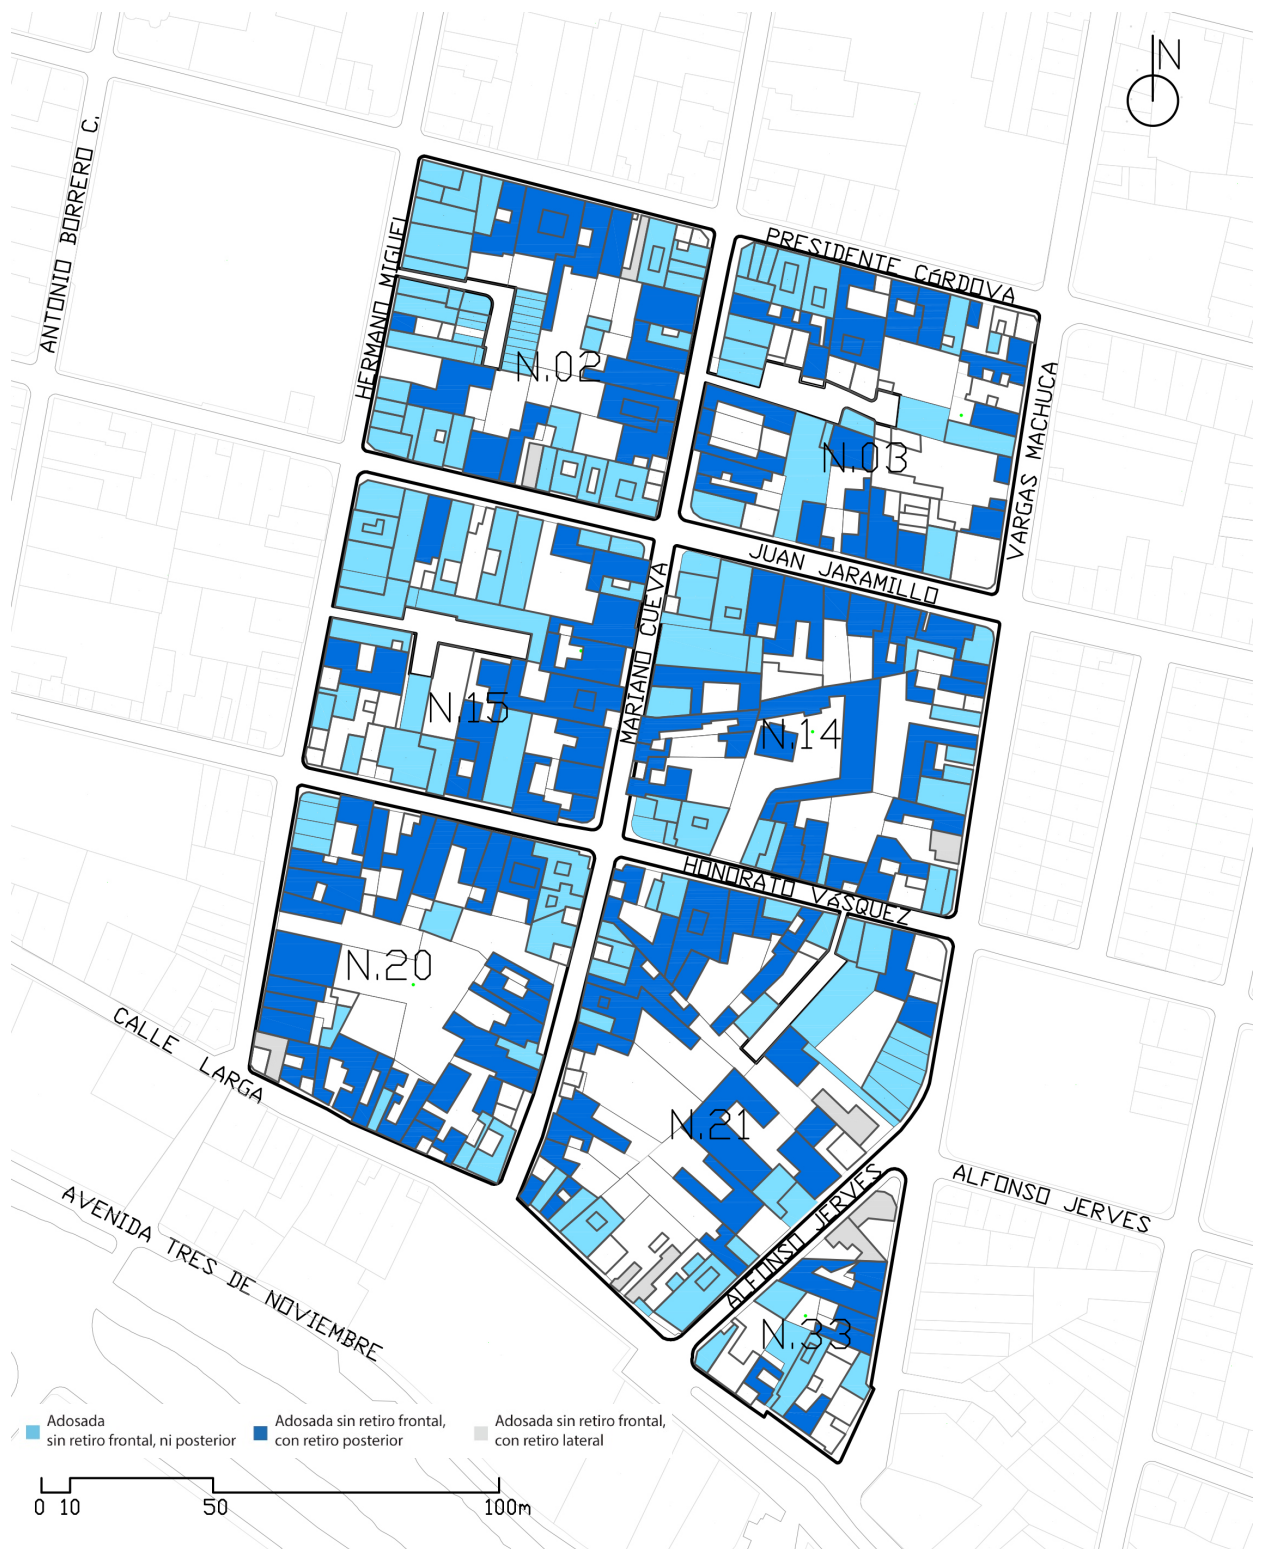 N
ANTONIO BORRERO C.
HERMANO MIGUEL
PRESIDENTE CóRDOVA
N.02
N.03
VARGAS MACHUCA
JUAN JARAMILLO
MARIANO CUEVA
N.15
N.14
HONORATO VÁSQUEZ
N.20
CALLE LARGA
N.21
ALFONSO JERVES
ALFONSO JERVES
AVENIDA TRES DE NOVIEMBRE
N.33
Adosada
sin retiro frontal, ni posterior
Adosada sin retiro frontal,
con retiro posterior
Adosada sin retiro frontal,
con retiro lateral
0 10 50 100m